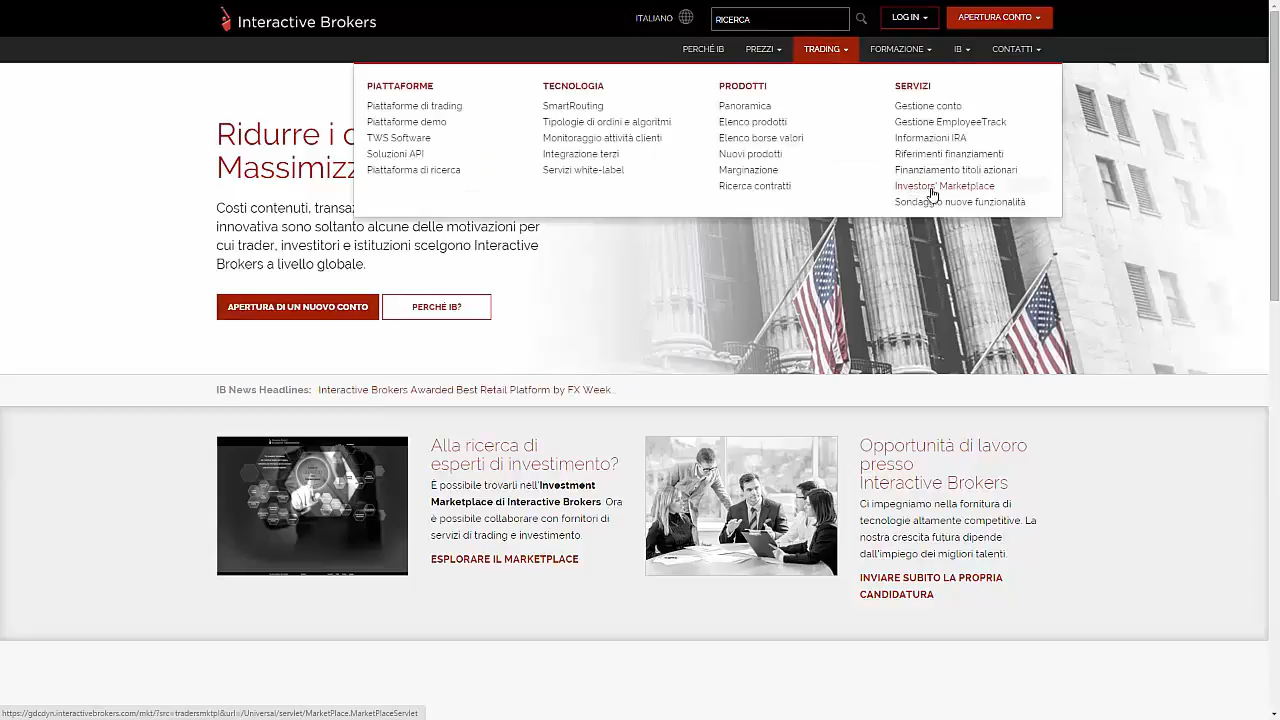 Interactive Brokers
ITALIANO
RICERCA
LOG IN
APERTURA CONTO
PERCHÉ IB
PREZZI
TRADING
FORMAZIONE
IB
CONTATTI
PIATTAFORME
Piattaforme di trading
Piattaforme demo
TWS Software
Soluzioni API
Piattaforma di ricerca
TECNOLOGIA
SmartRouting
Tipologie di ordini e algoritmi
Monitoraggio attività clienti
Integrazione terzi
Servizi white-label
PRODOTTI
Panoramica
Elenco prodotti
Elenco borse valori
Nuovi prodotti
Marginazione
Ricerca contratti
SERVIZI
Gestione conto
Gestione EmployeeTrack
Informazioni IRA
Riferimenti finanziamenti
Finanziamento titoli azionari
Investors' Marketplace
Sondaggio nuove funzionalità
Ridurre i c
Massimizz
Costi contenuti, transaz
innovativa sono soltanto alcune delle motivazioni per
cui trader, investitori e istituzioni scelgono Interactive
Brokers a livello globale.
APERTURA DI UN NUOVO CONTO
PERCHÉ IB?
IB News Headlines: Interactive Brokers Awarded Best Retail Platform by FX Week...
Alla ricerca di
esperti di investimento?
È possibile trovarli nell'Investment
Marketplace di Interactive Brokers. Ora
è possibile collaborare con fornitori di
servizi di trading e investimento.
ESPLORARE IL MARKETPLACE
Opportunità di lavoro
presso
Interactive Brokers
Ci impegniamo nella fornitura di
tecnologie altamente competitive. La
nostra crescita futura dipende
dall'impiego dei migliori talenti.
INVIARE SUBITO LA PROPRIA
CANDIDATURA
https://gdcdyn.interactivebrokers.com/mkt/?src=tradersmktpl&url=/Universal/servlet/MarketPlace.MarketPlaceServlet